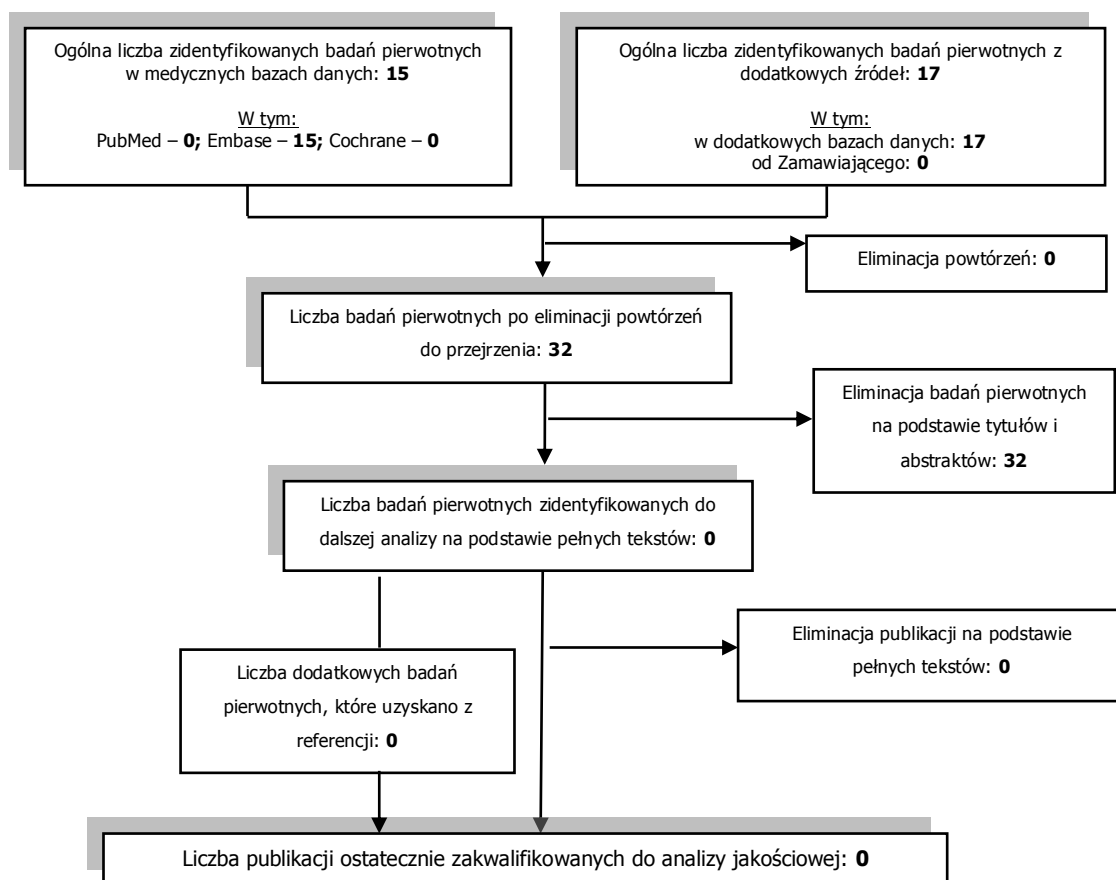 Ogólna liczba zidentyfikowanych badań pierwotnych
w medycznych bazach danych: 15
W tym:
PubMed – 0; Embase – 15; Cochrane – 0
Ogólna liczba zidentyfikowanych badań pierwotnych z
dodatkowych źródeł: 17
W tym:
w dodatkowych bazach danych: 17
od Zamawiającego: 0
Eliminacja powtórzeń: 0
Liczba badań pierwotnych po eliminacji powtórzeń
do przejrzenia: 32
Eliminacja badań pierwotnych
na podstawie tytułów i
abstraktów: 32
Liczba badań pierwotnych zidentyfikowanych do
dalszej analizy na podstawie pełnych tekstów: 0
Eliminacja publikacji na podstawie
pełnych tekstów: 0
Liczba dodatkowych badań
pierwotnych, które uzyskano z
referencji: 0
Liczba publikacji ostatecznie zakwalifikowanych do analizy jakościowej: 0